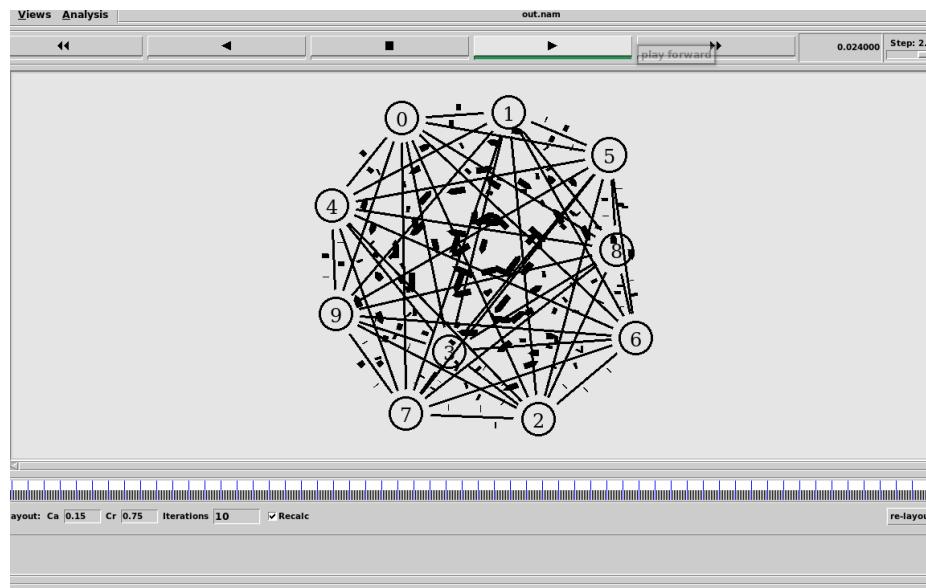 Views Analysis out.nam
play forward
0.024000 Step: 2.
0
1
5
4
8
9
3
6
7
2
ayout: Ca 0.15 Cr 0.75 Iterations 10 Recalc re-layou